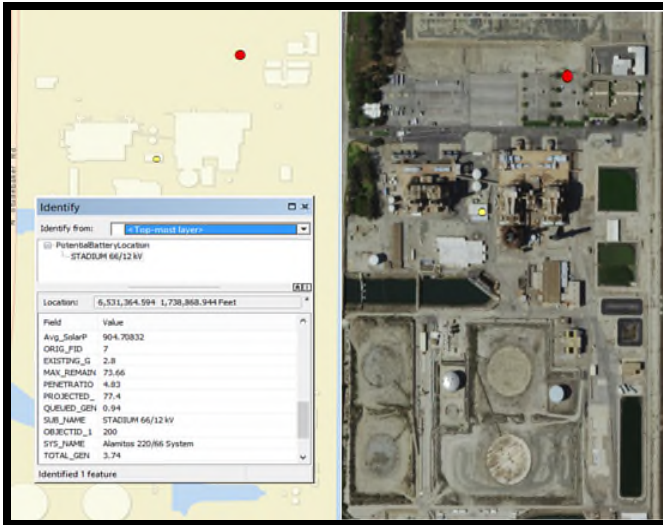 N Studebaker Rd
Identify
Identify from: <Top-most layer>
PotentialBatteryLocation
STADIUM 66/12 kV
Location: 6,531,364.594 1,738,868.944 Feet
Field Value
Avg_SolarP 904.70832
ORIG_FID 7
EXISTING_G 2.8
MAX_REMAIN 73.66
PENETRATIO 4.83
PROJECTED_ 77.4
QUEUED_GEN 0.94
SUB_NAME STADIUM 66/12 kV
OBJECTID_1 200
SYS_NAME Alamitos 220/66 System
TOTAL_GEN 3.74
Identified 1 feature